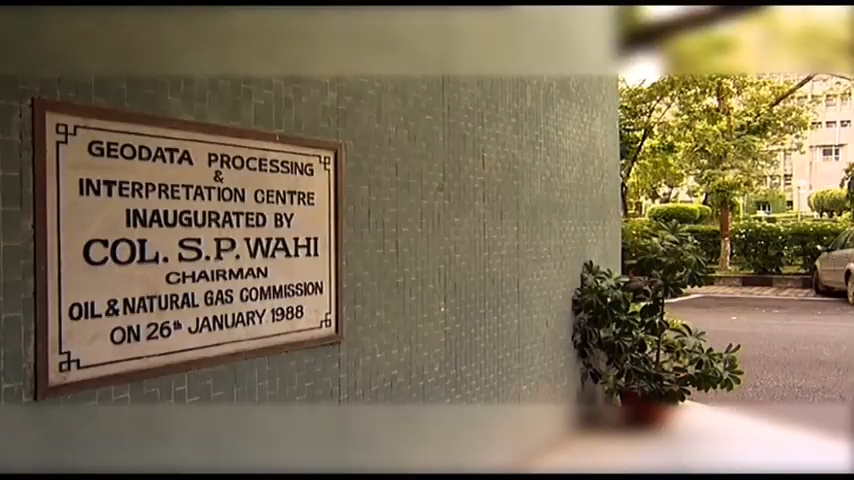 GEODATA PROCESSING
&
INTERPRETATION CENTRE
INAUGURATED BY
COL.S.P.WAHI
CHAIRMAN
OIL & NATURAL GAS COMMISSION
ON 26th JANUARY 1988